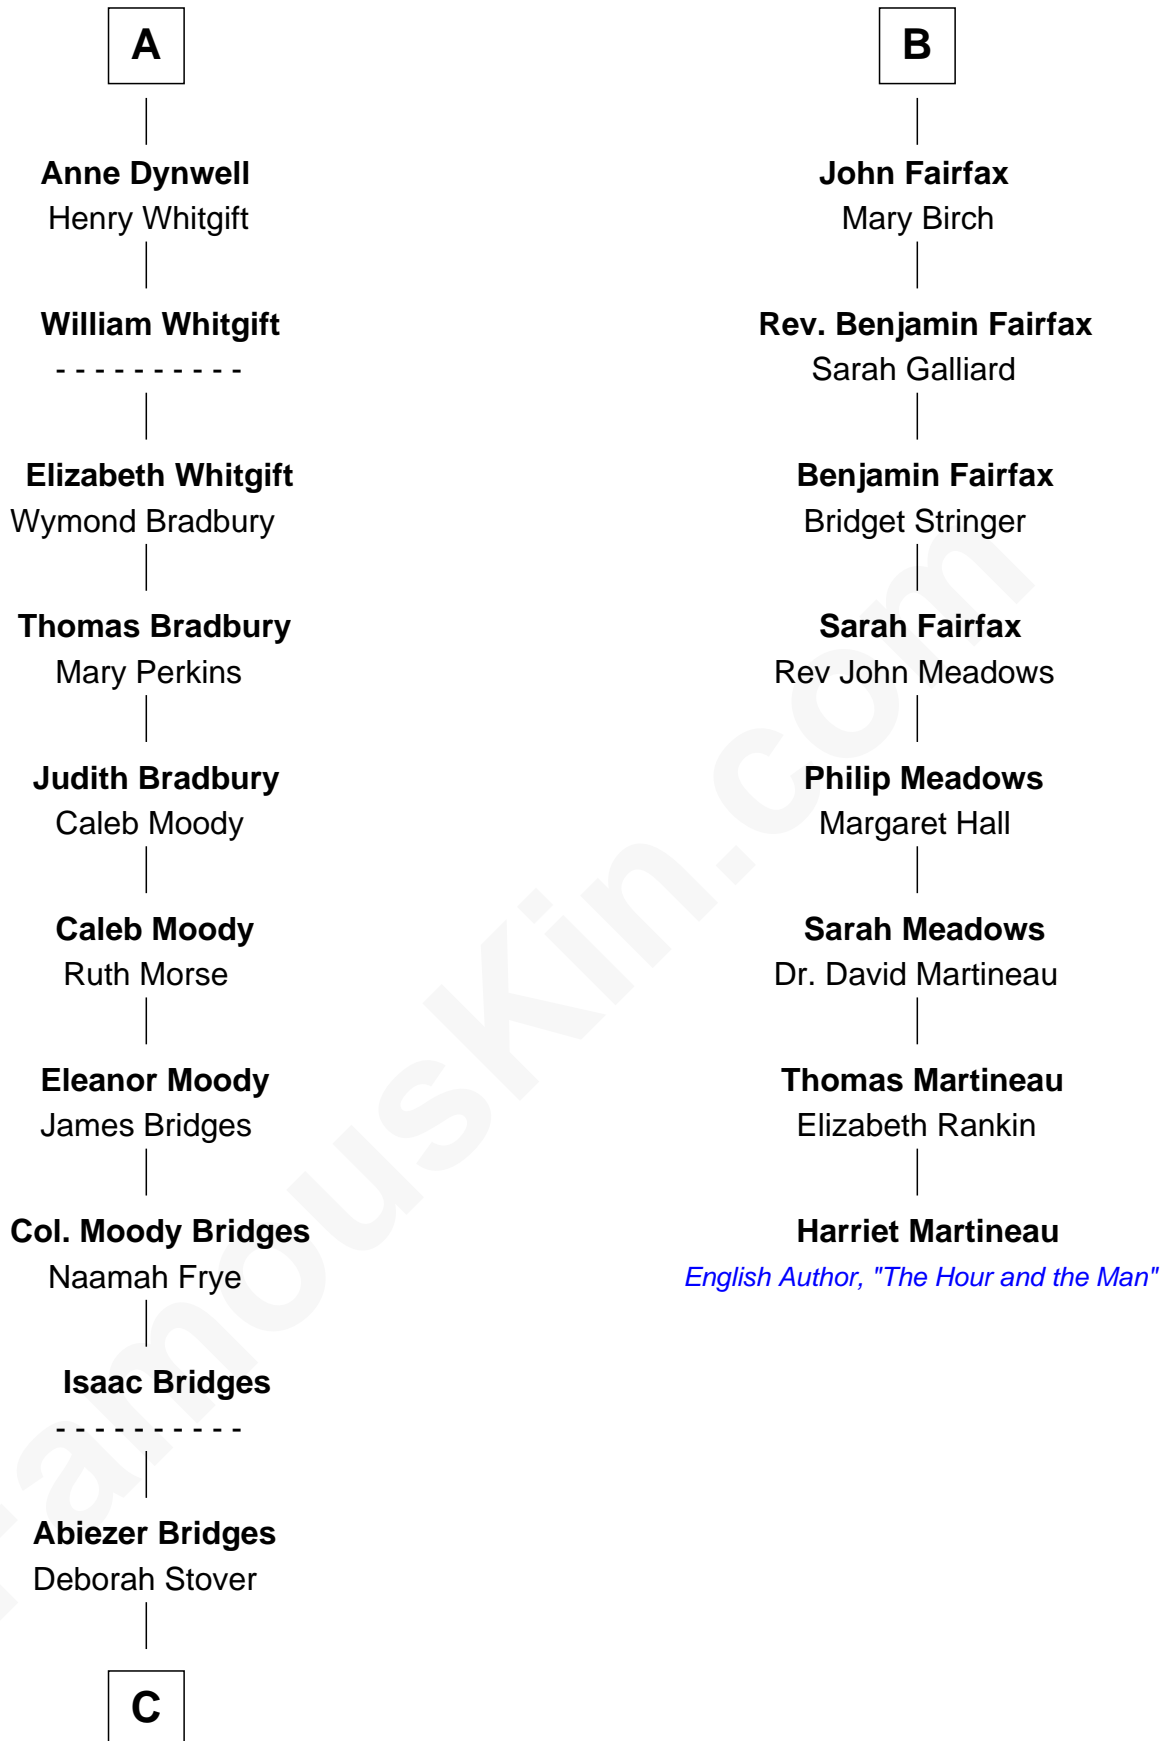 A
Anne Dynwell
Henry Whitgift
William Whitgift
- - - - - - - - - -
Elizabeth Whitgift
Wymond Bradbury
Thomas Bradbury
Mary Perkins
Judith Bradbury
Caleb Moody
Caleb Moody
Ruth Morse
Eleanor Moody
James Bridges
Col. Moody Bridges
Naamah Frye
Isaac Bridges
- - - - - - - - - -
Abiezer Bridges
Deborah Stover
C
B
John Fairfax
Mary Birch
Rev. Benjamin Fairfax
Sarah Galliard
Benjamin Fairfax
Bridget Stringer
Sarah Fairfax
Rev John Meadows
Philip Meadows
Margaret Hall
Sarah Meadows
Dr. David Martineau
Thomas Martineau
Elizabeth Rankin
Harriet Martineau
English Author, "The Hour and the Man"
FamousKin.com